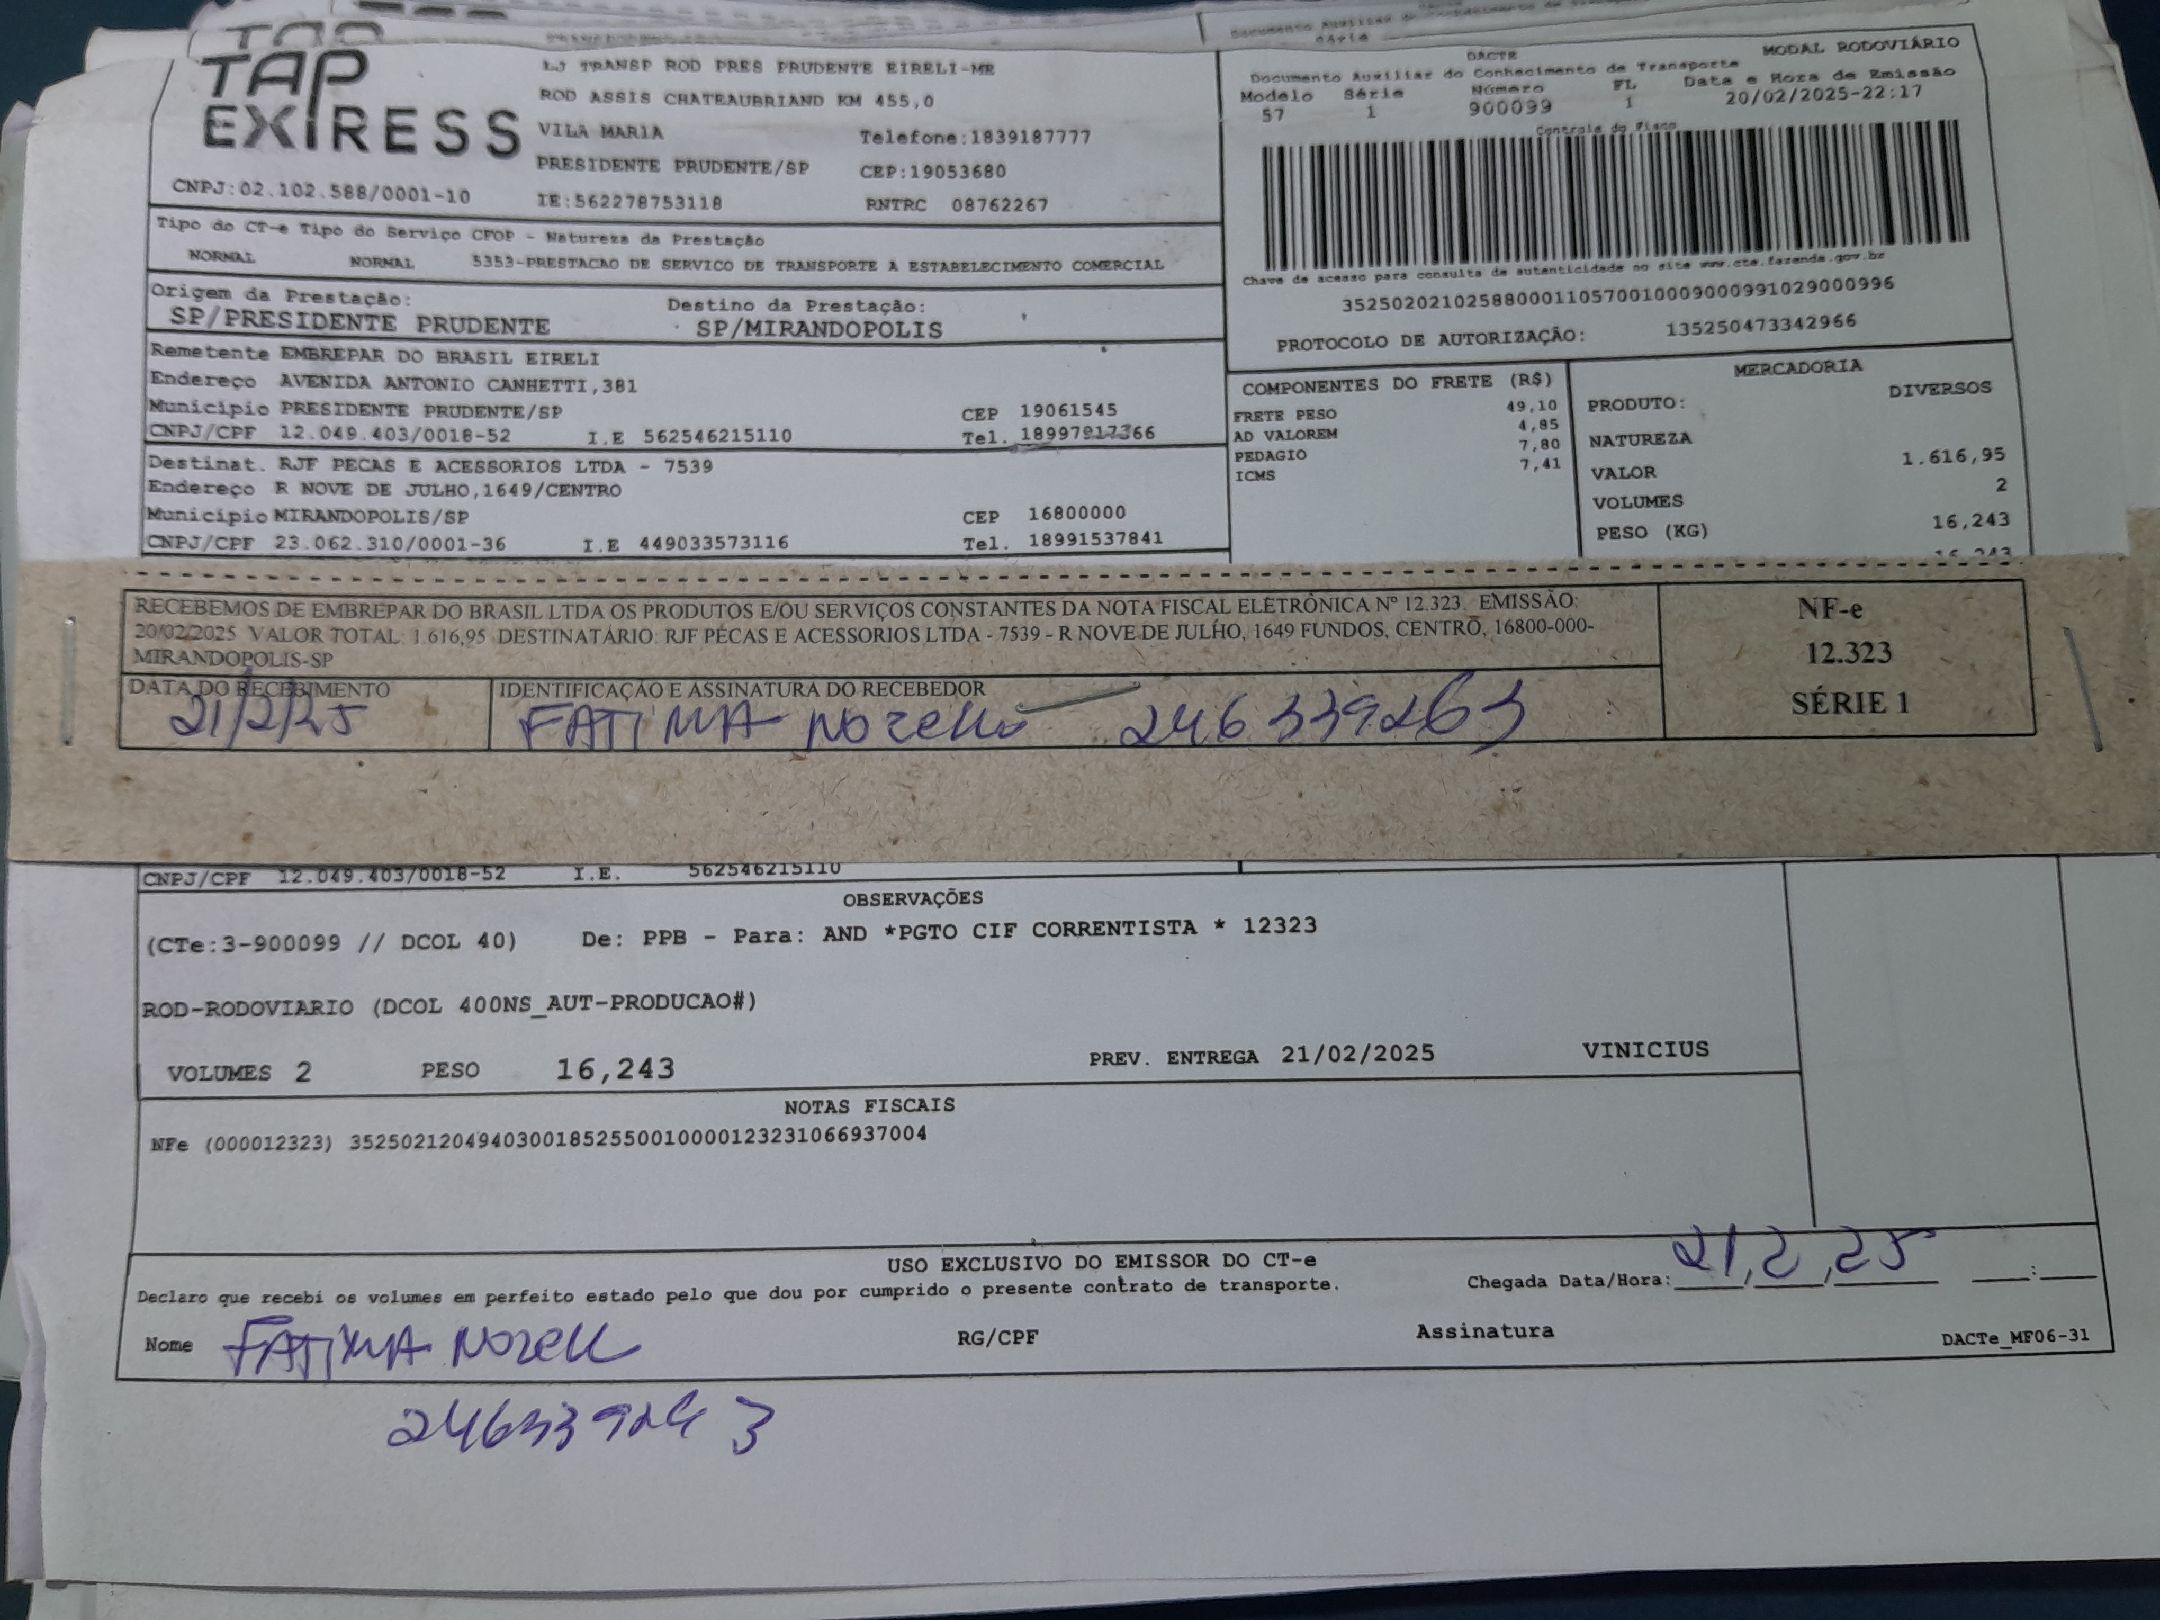 TAP
EXPRESS
CNPJ:02.102.588/0001-10
LJ TRANSP ROD PRES PRUDENTE EIRELI-ME
ROD ASSIS CHATEAUBRIAND KM 455,0
VILA MARIA Telefone:1839187777
PRESIDENTE PRUDENTE/SP CEP:19053680
IE:562278753118 RNTRC 08762267
DACTE MODAL RODOVIÁRIO
Documento Auxiliar do Conhecimento de Transporte
Modelo Série Número FL Data e Hora de Emissão
57 1 900099 1 20/02/2025-22:17
Controle do Fisco
Chave de acesso para consulta de autenticidade no site www.cte.fazenda.gov.br
35250202102588000110570010009000991029000996
PROTOCOLO DE AUTORIZAÇÃO: 135250473342966
Tipo do CT-e Tipo do Serviço CFOP - Natureza da Prestação
NORMAL NORMAL 5353-PRESTACAO DE SERVICO DE TRANSPORTE A ESTABELECIMENTO COMERCIAL
Origem da Prestação: Destino da Prestação:
SP/PRESIDENTE PRUDENTE SP/MIRANDOPOLIS
Remetente EMBREPAR DO BRASIL EIRELI
Endereço AVENIDA ANTONIO CANHETTI,381
Município PRESIDENTE PRUDENTE/SP CEP 19061545
CNPJ/CPF 12.049.403/0018-52 I.E 562546215110 Tel. 18997917366
Destinat. RJF PECAS E ACESSORIOS LTDA - 7539
Endereço R NOVE DE JULHO,1649/CENTRO
Município MIRANDOPOLIS/SP CEP 16800000
CNPJ/CPF 23.062.310/0001-36 I.E 449033573116 Tel. 18991537841
COMPONENTES DO FRETE (R$)
FRETE PESO 49,10
AD VALOREM 4,85
PEDAGIO 7,80
ICMS 7,41
MERCADORIA
PRODUTO: DIVERSOS
NATUREZA
VALOR 1.616,95
VOLUMES 2
PESO (KG) 16,243
16,243
RECEBEMOS DE EMBREPAR DO BRASIL LTDA OS PRODUTOS E/OU SERVIÇOS CONSTANTES DA NOTA FISCAL ELETRÔNICA Nº 12.323. EMISSÃO:
20/02/2025 VALOR TOTAL: 1.616,95 DESTINATÁRIO: RJF PECAS E ACESSORIOS LTDA - 7539 - R NOVE DE JULHO, 1649 FUNDOS, CENTRO, 16800-000-
MIRANDOPOLIS-SP
DATA DO RECEBIMENTO IDENTIFICAÇÃO E ASSINATURA DO RECEBEDOR
21/2/25 FATIMA 246339263
NF-e
12.323
SÉRIE 1
CNPJ/CPF 12.049.403/0018-52 I.E. 562546215110
OBSERVAÇÕES
(CTe:3-900099 // DCOL 40) De: PPB - Para: AND *PGTO CIF CORRENTISTA * 12323
ROD-RODOVIARIO (DCOL 400NS_AUT-PRODUCAO#)
VOLUMES 2 PESO 16,243 PREV. ENTREGA 21/02/2025 VINICIUS
NOTAS FISCAIS
NFe (000012323) 35250212049403001852550010000123231066937004
USO EXCLUSIVO DO EMISSOR DO CT-e
Declaro que recebi os volumes em perfeito estado pelo que dou por cumprido o presente contrato de transporte. Chegada Data/Hora: 21,2,25 :
Nome FATIMA RG/CPF Assinatura DACTe_MF06-31